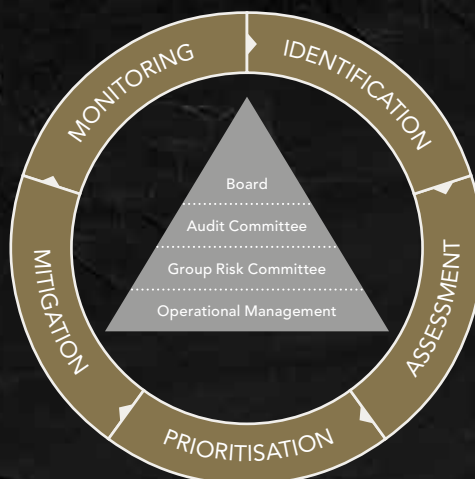 IDENTIFICATION
ASSESSMENT
PRIORITISATION
MITIGATION
MONITORING
Board
Audit Committee
Group Risk Committee
Operational Management